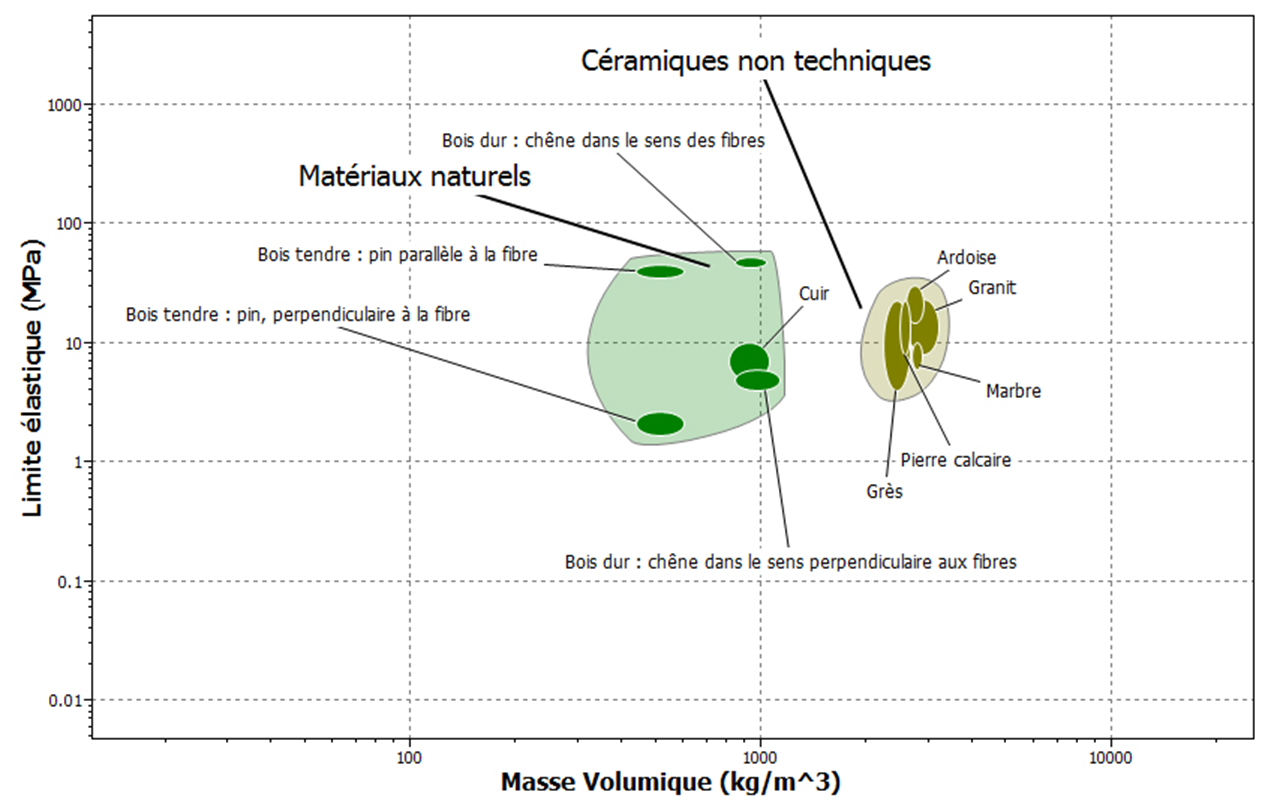 Céramiques non techniques
1000
Bois dur : chêne dans le sens des fibres
Matériaux naturels
100
Bois tendre : pin parallèle à la fibre
Ardoise
Granit
Cuir
Bois tendre : pin, perpendiculaire à la fibre
10
Marbre
Limite élastique (MPa)
1
Pierre calcaire
Grès
Bois dur : chêne dans le sens perpendiculaire aux fibres
0.1
0.01
100
1000
10000
Masse Volumique (kg/m^3)